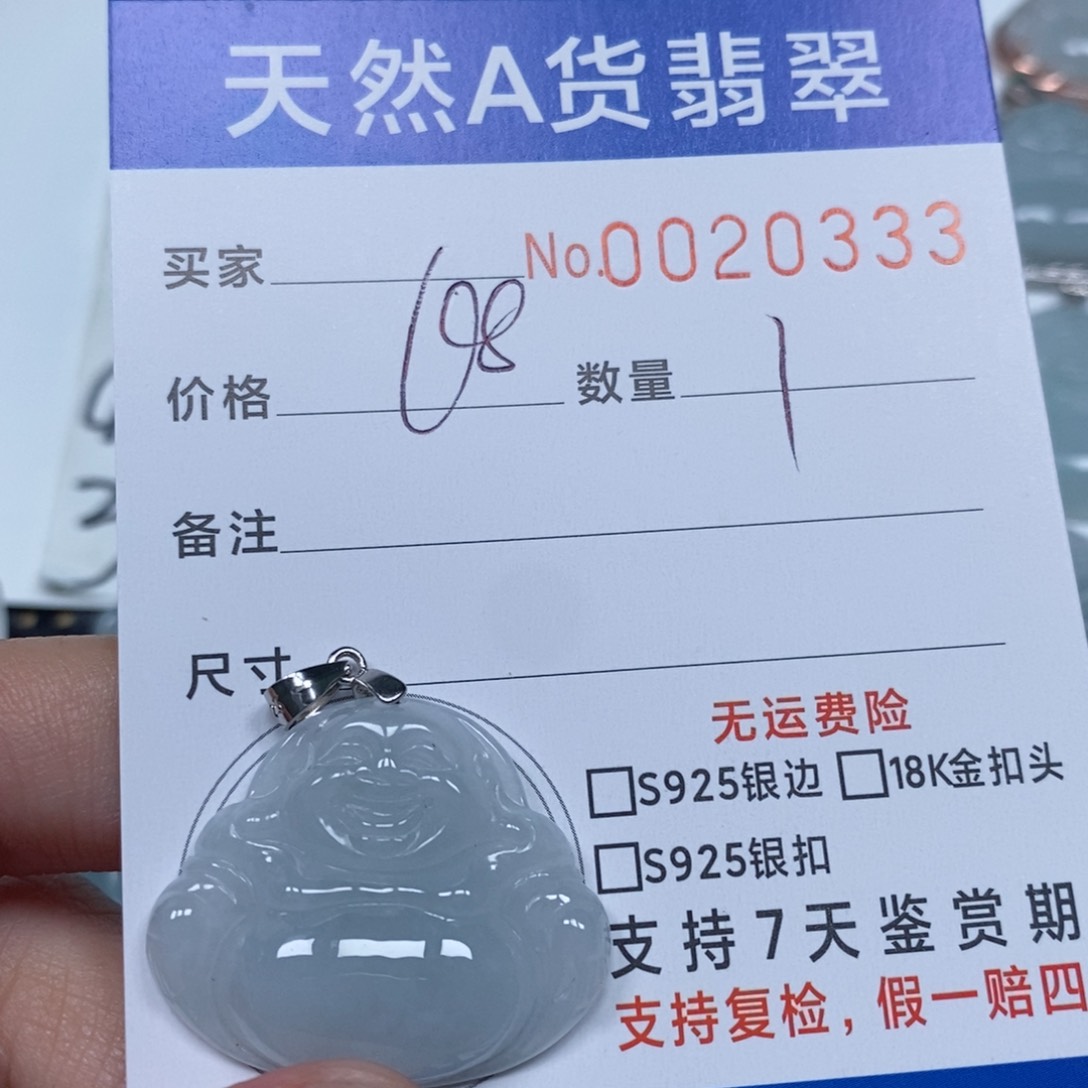 天然A货翡翠
买家 No.0020333
价格 698 数量 1
备注
尺寸
无运费险
□S925银边 □18K金扣头
□S925银扣
支持7天鉴赏期
支持复检，假一赔四